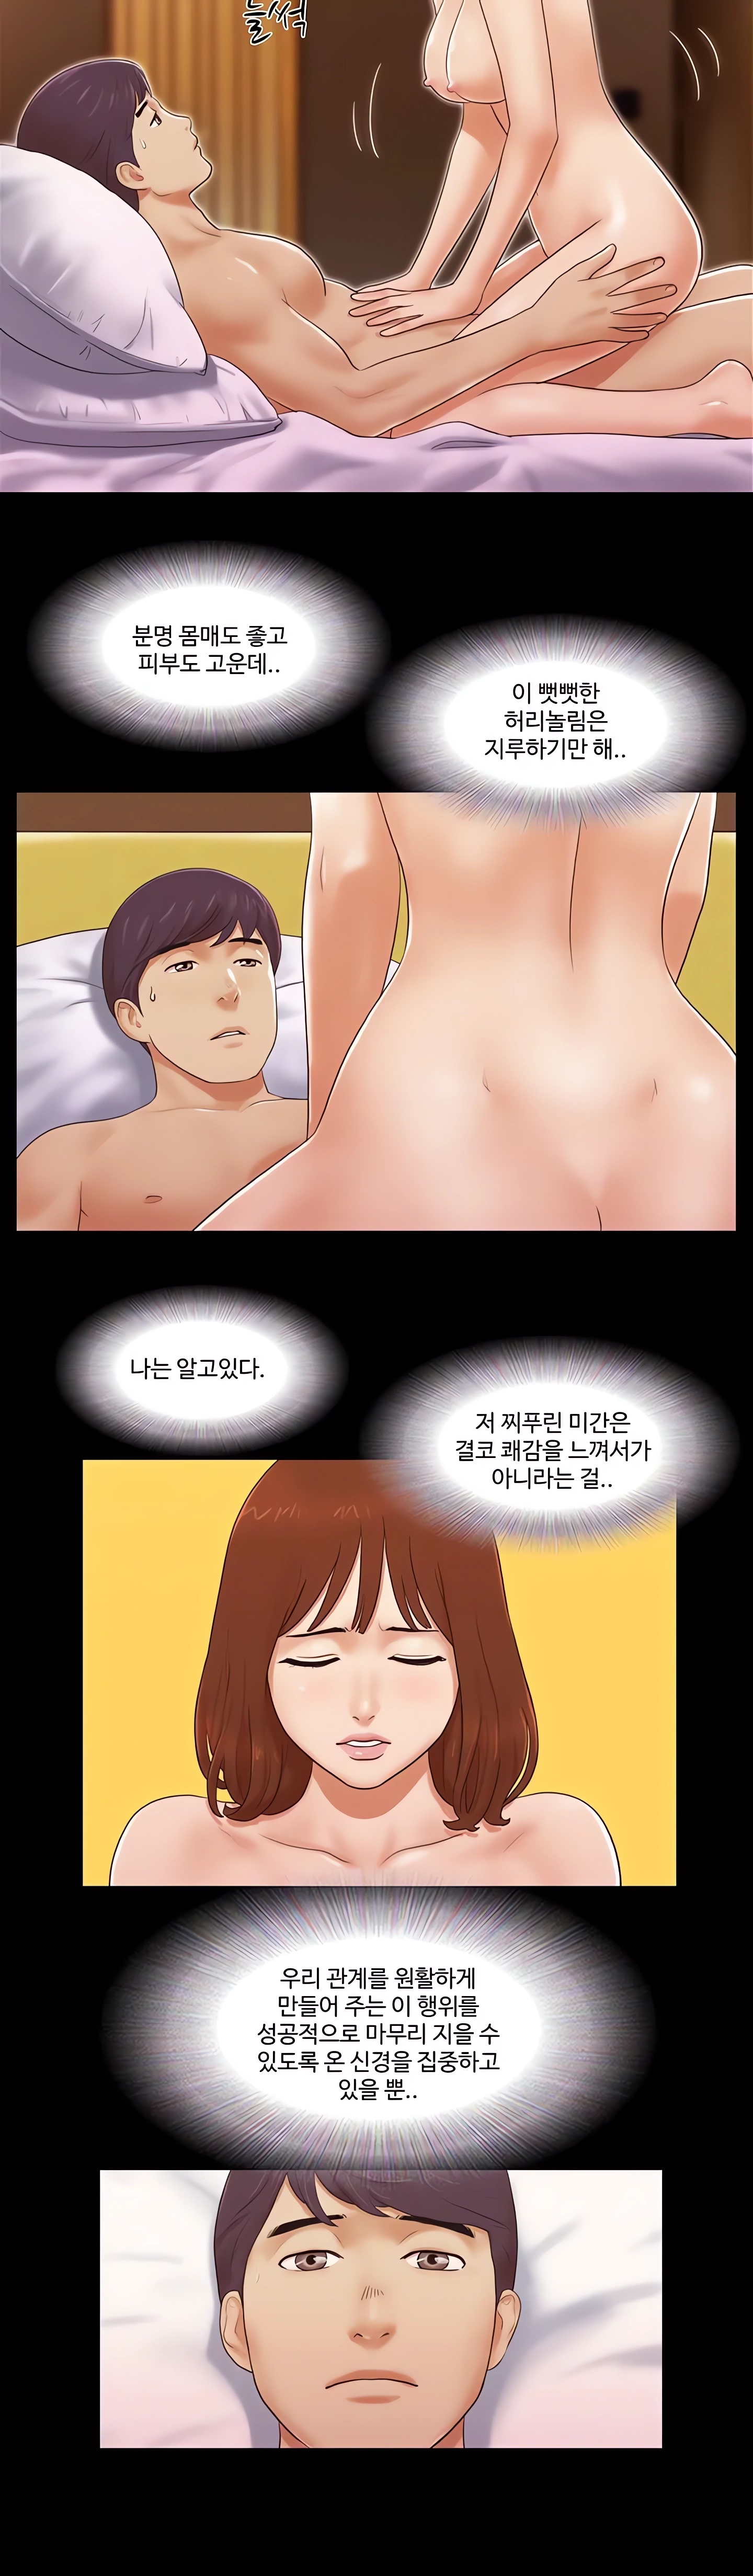 늘썩
분명 몸매도 좋고
피부도 고운데..
이 뻣뻣한
허리놀림은
지루하기만 해..
나는 알고있다.
저 찌푸린 미간은
결코 쾌감을 느껴서가
아니라는 걸..
우리 관계를 원활하게
만들어 주는 이 행위를
성공적으로 마무리 지을 수
있도록 온 신경을 집중하고
있을 뿐..